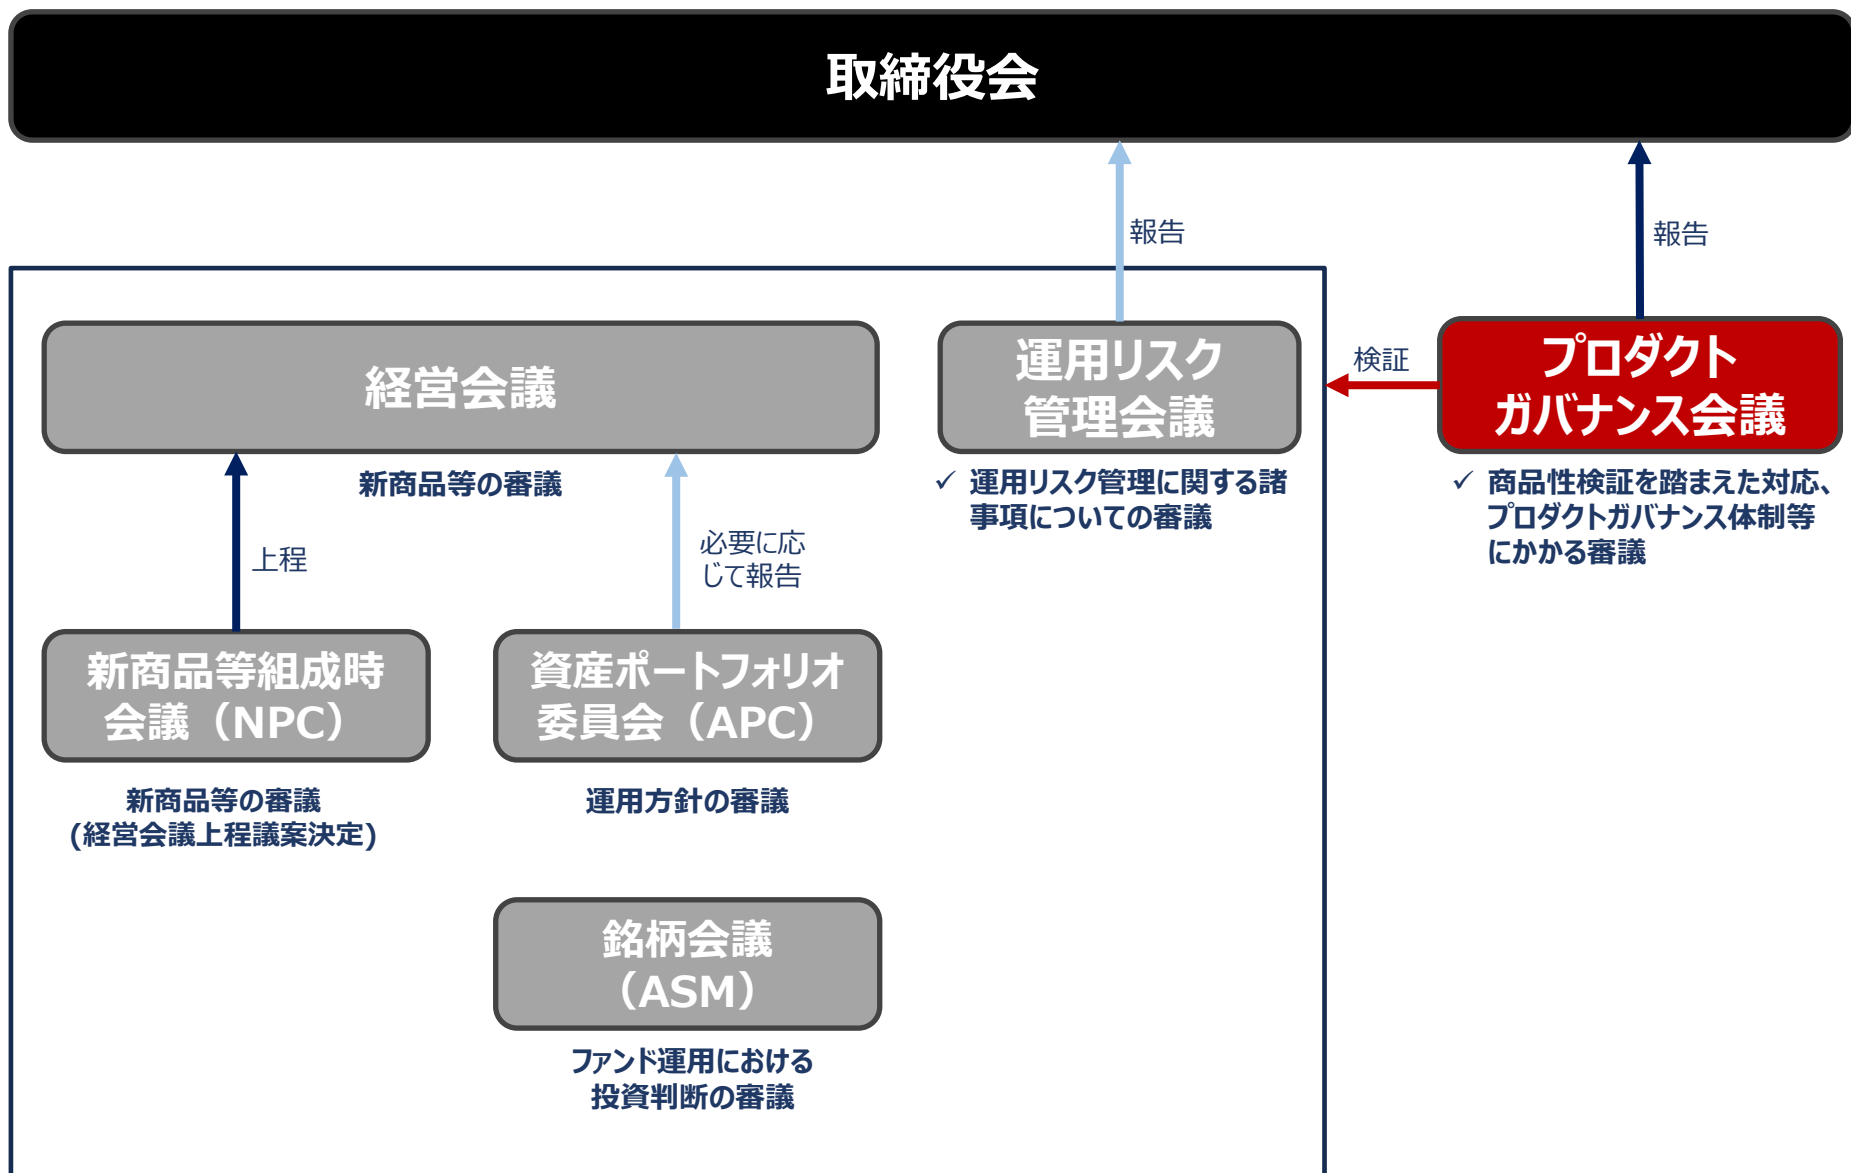 取締役会
報告
報告
経営会議
運用リスク
管理会議
検証
プロダクト
ガバナンス会議
新商品等の審議
✓ 運用リスク管理に関する諸
事項についての審議
✓ 商品性検証を踏まえた対応、
プロダクトガバナンス体制等
にかかる審議
上程
必要に応
じて報告
新商品等組成時
会議（NPC）
資産ポートフォリオ
委員会（APC）
新商品等の審議
(経営会議上程議案決定)
運用方針の審議
銘柄会議
（ASM）
ファンド運用における
投資判断の審議